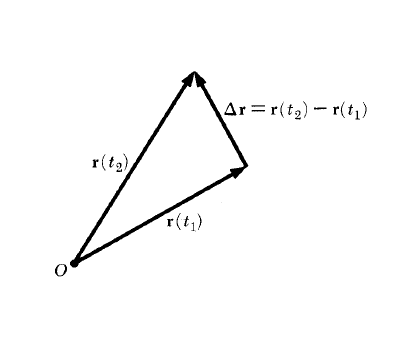 Δr = r(t₂) − r(t₁)
r(t₂)
r(t₁)
O